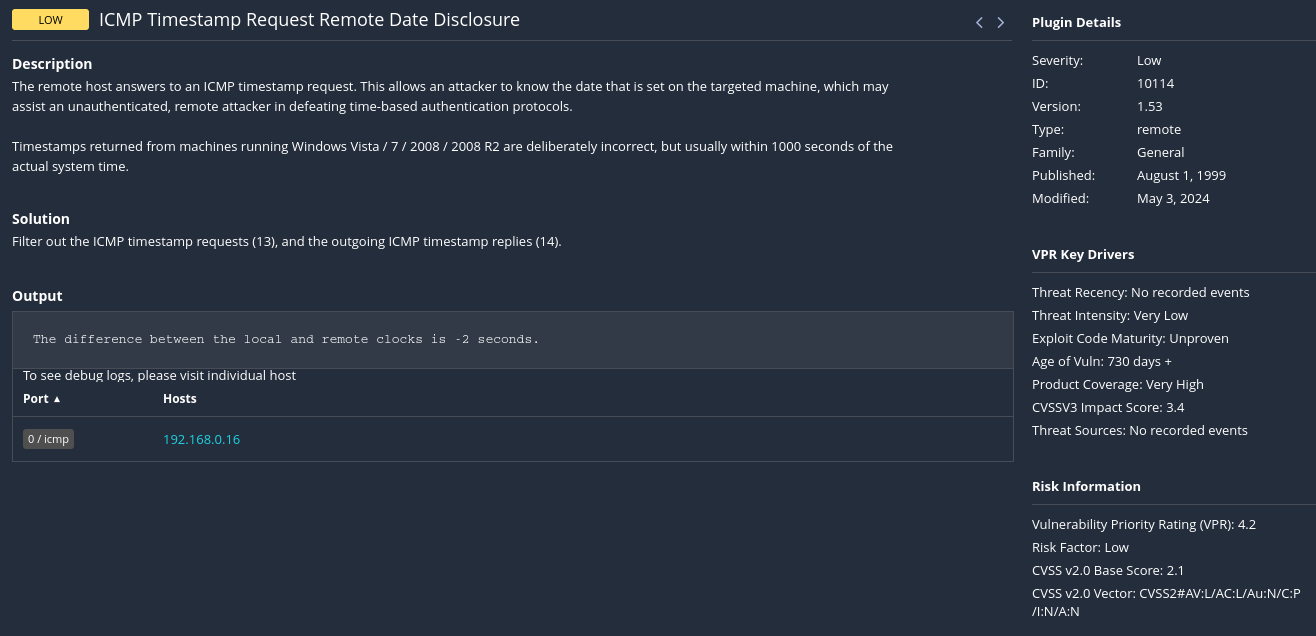 LOW ICMP Timestamp Request Remote Date Disclosure
Description
The remote host answers to an ICMP timestamp request. This allows an attacker to know the date that is set on the targeted machine, which may
assist an unauthenticated, remote attacker in defeating time-based authentication protocols.
Timestamps returned from machines running Windows Vista / 7 / 2008 / 2008 R2 are deliberately incorrect, but usually within 1000 seconds of the
actual system time.
Solution
Filter out the ICMP timestamp requests (13), and the outgoing ICMP timestamp replies (14).
Output
The difference between the local and remote clocks is -2 seconds.
To see debug logs, please visit individual host
Port ▲ Hosts
0 / icmp 192.168.0.16
Plugin Details
Severity: Low
ID: 10114
Version: 1.53
Type: remote
Family: General
Published: August 1, 1999
Modified: May 3, 2024
VPR Key Drivers
Threat Recency: No recorded events
Threat Intensity: Very Low
Exploit Code Maturity: Unproven
Age of Vuln: 730 days +
Product Coverage: Very High
CVSSV3 Impact Score: 3.4
Threat Sources: No recorded events
Risk Information
Vulnerability Priority Rating (VPR): 4.2
Risk Factor: Low
CVSS v2.0 Base Score: 2.1
CVSS v2.0 Vector: CVSS2#AV:L/AC:L/Au:N/C:P
/I:N/A:N